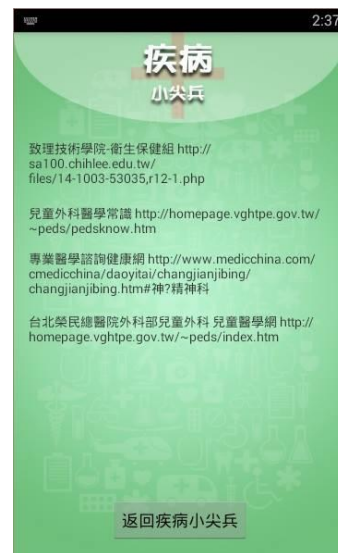 2:37
疾病
小尖兵
致理技術學院-衛生保健組 http://
sa100.chihlee.edu.tw/
files/14-1003-53035,r12-1.php
兒童外科醫學常識 http://homepage.vghtpe.gov.tw/
~peds/pedsknow.htm
專業醫學諮詢健康網 http://www.medicchina.com/
cmedicchina/daoyitai/changjianjibing/
changjianjibing.htm#神?精神科
台北榮民總醫院外科部兒童外科 兒童醫學網 http://
homepage.vghtpe.gov.tw/~peds/index.htm
返回疾病小尖兵